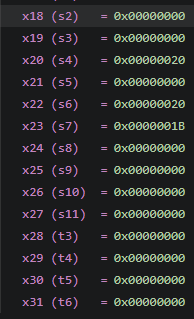 x18 (s2) = 0x00000000
x19 (s3) = 0x00000000
x20 (s4) = 0x00000020
x21 (s5) = 0x00000000
x22 (s6) = 0x00000020
x23 (s7) = 0x0000001B
x24 (s8) = 0x00000000
x25 (s9) = 0x00000000
x26 (s10) = 0x00000000
x27 (s11) = 0x00000000
x28 (t3) = 0x00000000
x29 (t4) = 0x00000000
x30 (t5) = 0x00000000
x31 (t6) = 0x00000000